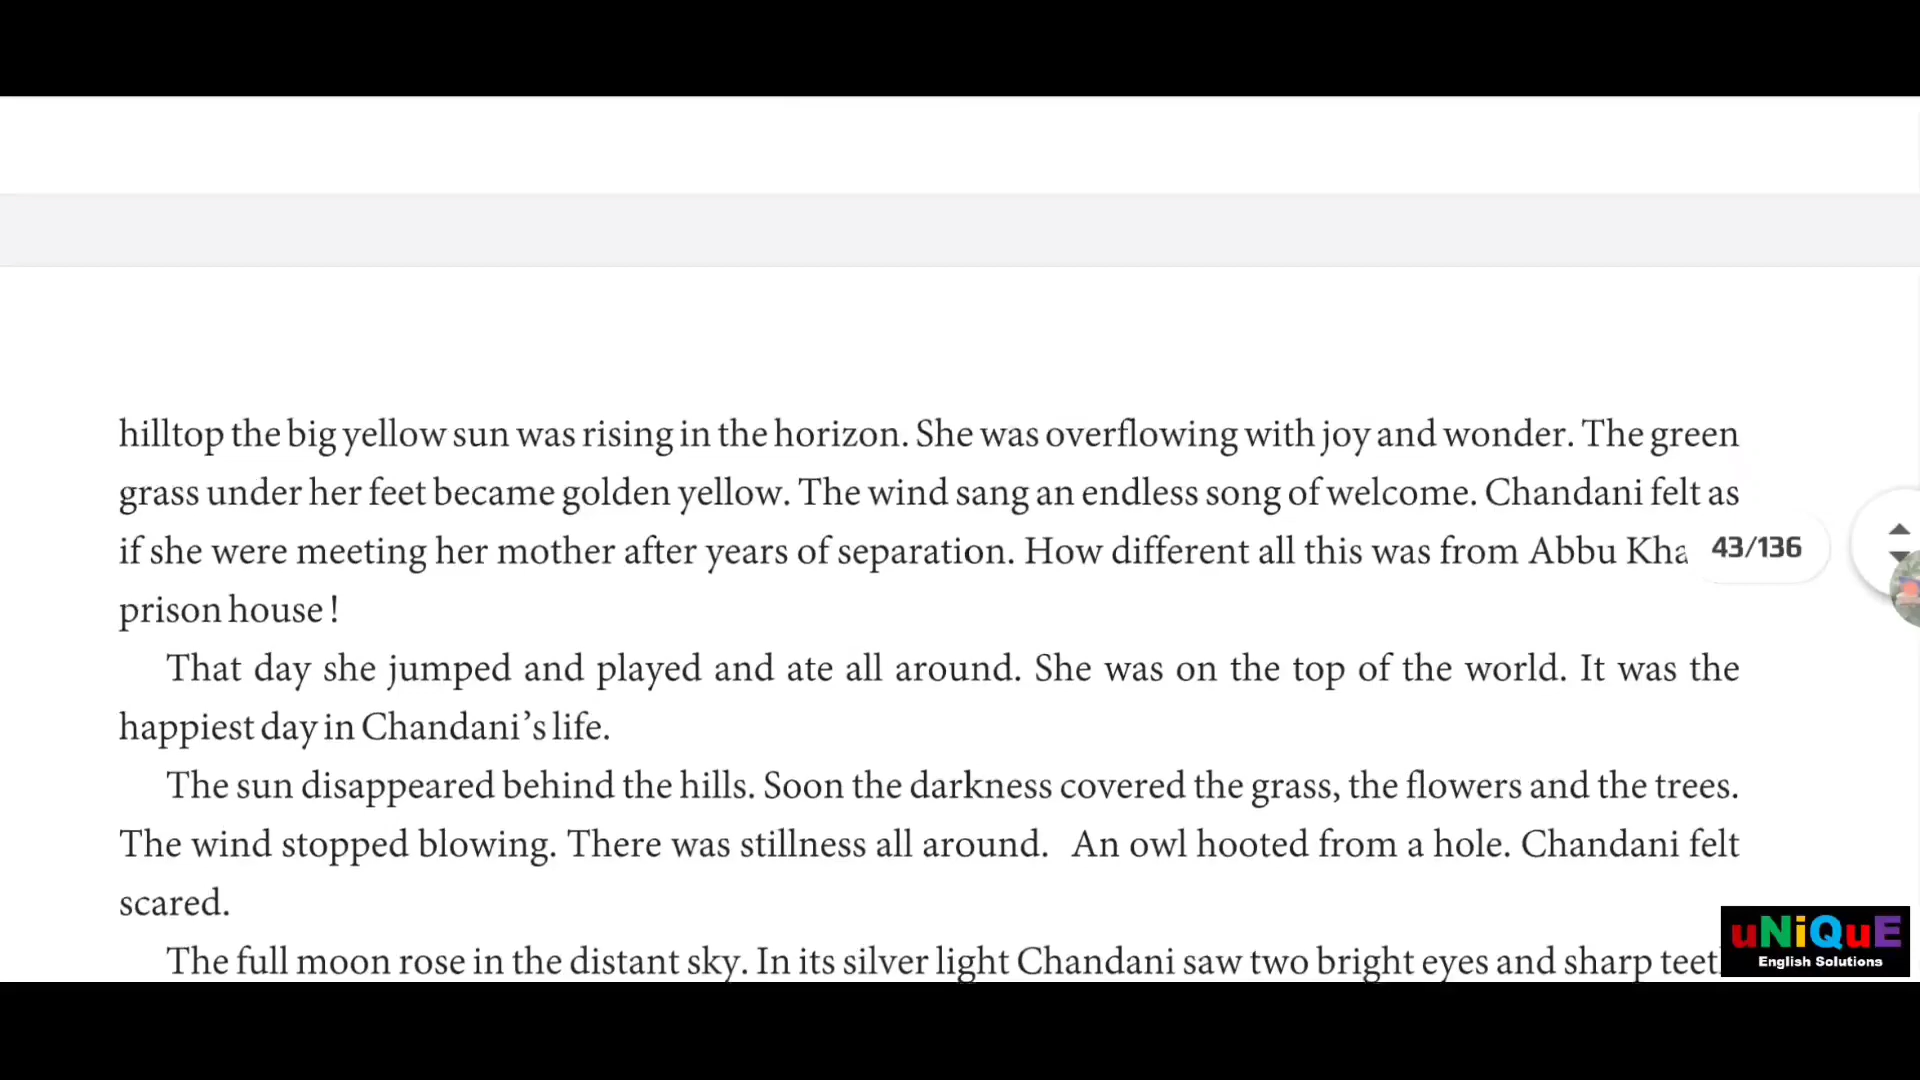 hilltop the big yellow sun was rising in the horizon. She was overflowing with joy and wonder. The green
grass under her feet became golden yellow. The wind sang an endless song of welcome. Chandani felt as
if she were meeting her mother after years of separation. How different all this was from Abbu Kha
43/136
prison house !
That day she jumped and played and ate all around. She was on the top of the world. It was the
happiest day in Chandani’s life.
The sun disappeared behind the hills. Soon the darkness covered the grass, the flowers and the trees.
The wind stopped blowing. There was stillness all around. An owl hooted from a hole. Chandani felt
scared.
The full moon rose in the distant sky. In its silver light Chandani saw two bright eyes and sharp teet
uNiQuE
English Solutions